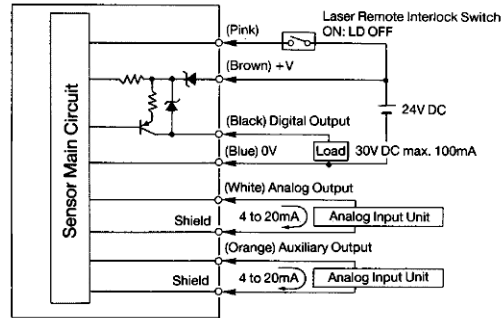 Laser Remote Interlock Switch
ON: LD OFF
(Pink)
(Brown) +V
24V DC
(Black) Digital Output
Load 30V DC max. 100mA
(Blue) 0V
Sensor Main Circuit
(White) Analog Output
Shield 4 to 20mA Analog Input Unit
(Orange) Auxiliary Output
Shield 4 to 20mA Analog Input Unit